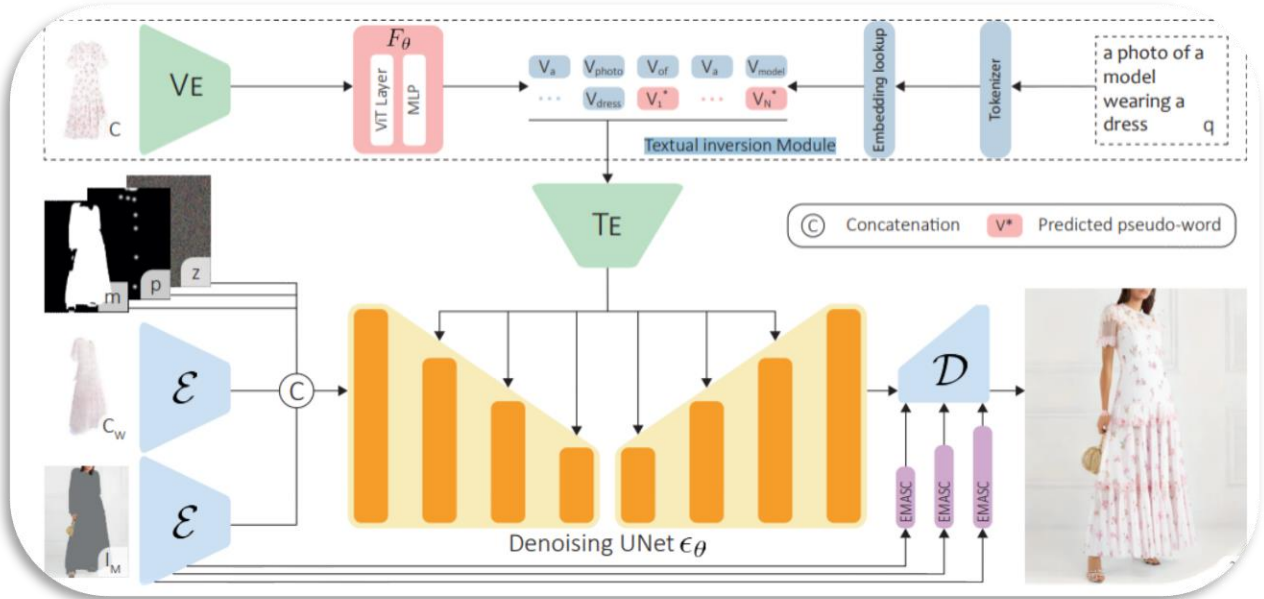 C
VE
Fθ
ViT Layer
MLP
Va Vphoto Vof Va Vmodel
... Vdress V1* ... VN*
Textual inversion Module
Embedding lookup
Tokenizer
a photo of a
model
wearing a
dress q
TE
C Concatenation V* Predicted pseudo-word
m
p
z
CW
ℰ
C
IM
ℰ
Denoising UNet ϵθ
𝒟
EMASC
EMASC
EMASC